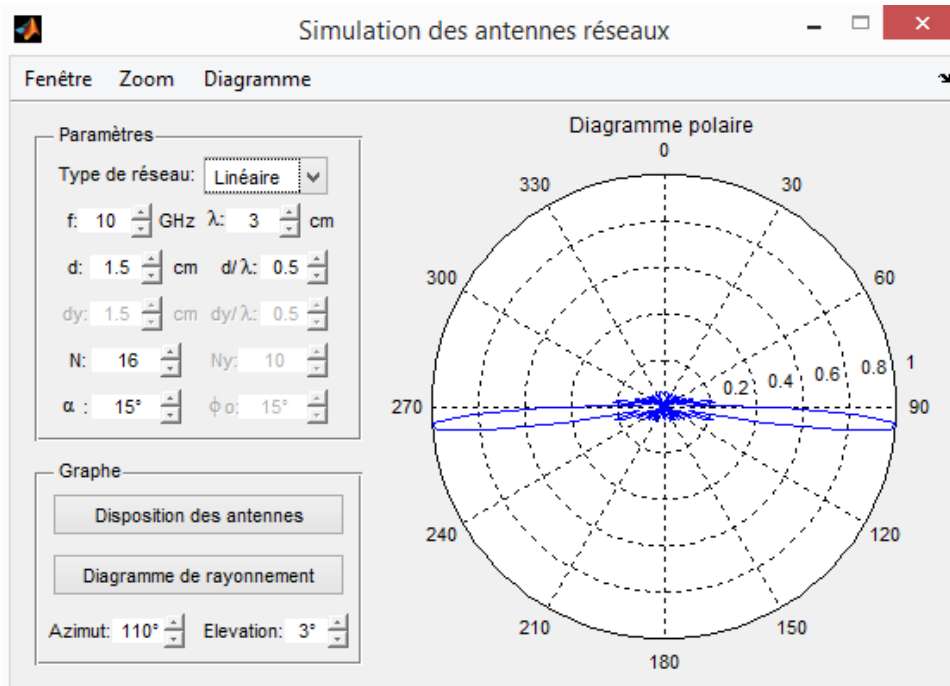 Simulation des antennes réseaux
Fenêtre Zoom Diagramme
Paramètres
Type de réseau: Linéaire
f: 10 GHz λ: 3 cm
d: 1.5 cm d/λ: 0.5
dy: 1.5 cm dy/λ: 0.5
N: 16 Ny: 10
α : 15° ϕo: 15°
Graphe
Disposition des antennes
Diagramme de rayonnement
Azimut: 110° Elevation: 3°
Diagramme polaire
0
330 30
300 60
0.2 0.4 0.6 0.8 1
270 90
240 120
210 150
180